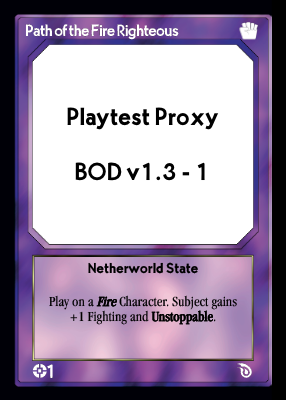 Path of the Fire Righteous
Playtest Proxy
BOD v1.3 - 1
Netherworld State
Play on a Fire Character. Subject gains
+1 Fighting and Unstoppable.
1